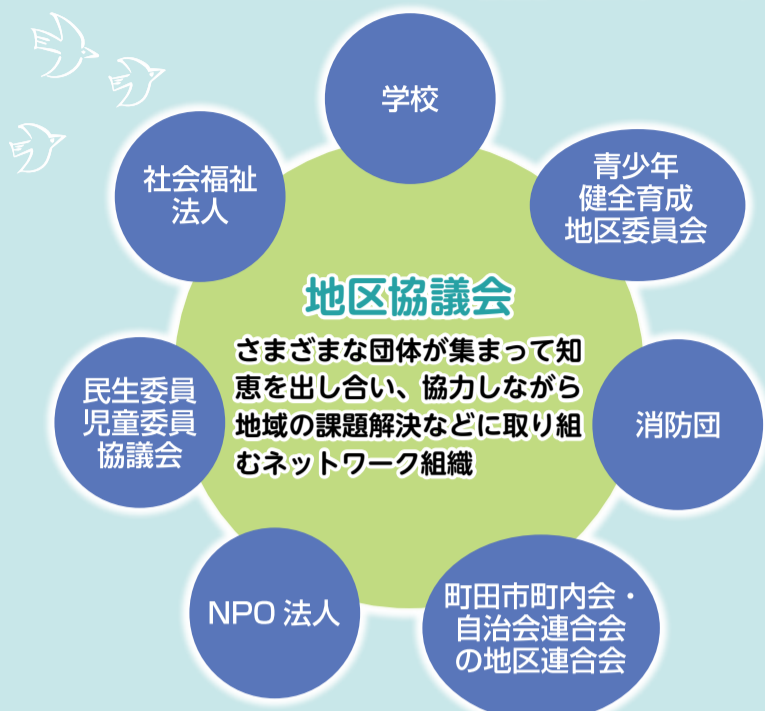 学校
青少年
健全育成
地区委員会
社会福祉
法人
地区協議会
さまざまな団体が集まって知
恵を出し合い、協力しながら
地域の課題解決などに取り組
むネットワーク組織
民生委員
児童委員
協議会
消防団
NPO 法人
町田市町内会・
自治会連合会
の地区連合会